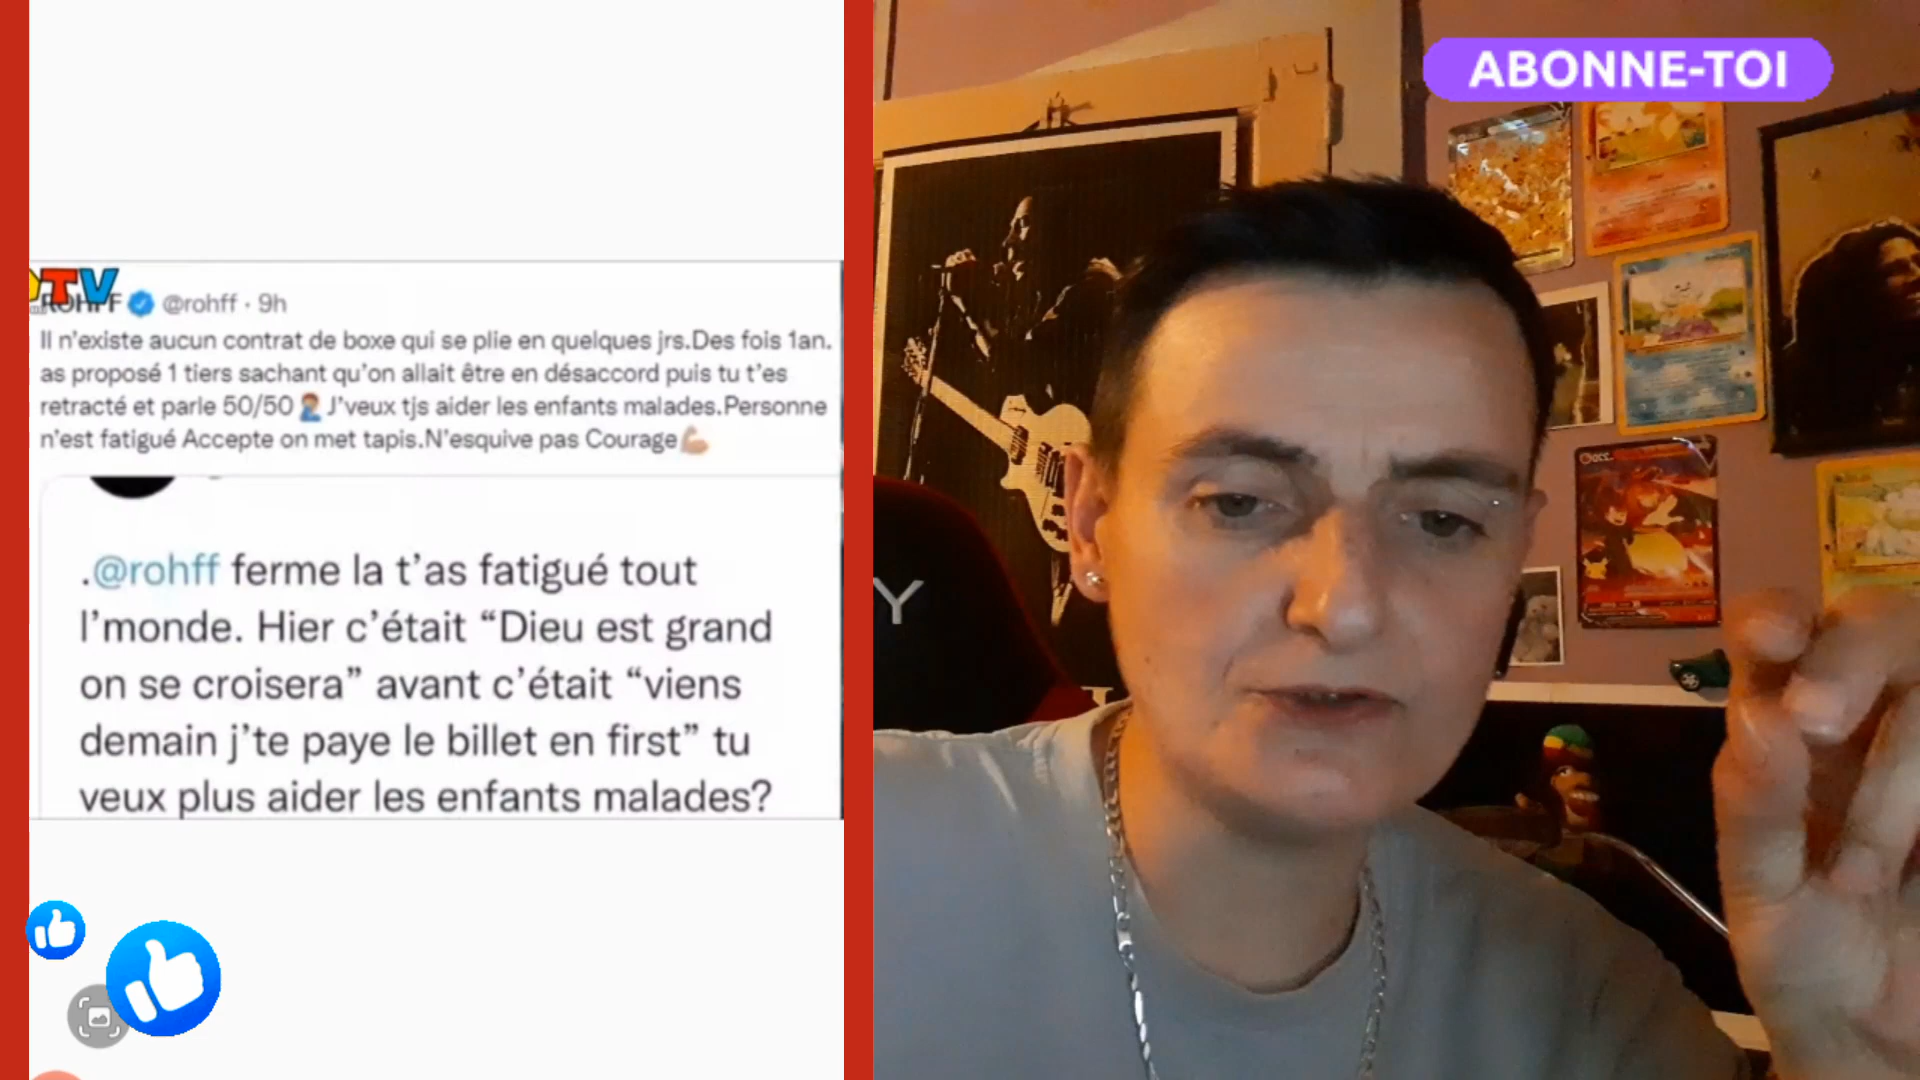 TV
ROHFF @rohff · 9h
Il n'existe aucun contrat de boxe qui se plie en quelques jrs.Des fois 1an.
as proposé 1 tiers sachant qu'on allait être en désaccord puis tu t'es
retracté et parle 50/50🤦🏼‍♂️J'veux tjs aider les enfants malades.Personne
n'est fatigué Accepte on met tapis.N'esquive pas Courage💪🏼
.@rohff ferme la t'as fatigué tout
l'monde. Hier c'était “Dieu est grand
on se croisera” avant c'était “viens
demain j'te paye le billet en first” tu
veux plus aider les enfants malades?
ABONNE-TOI
Y